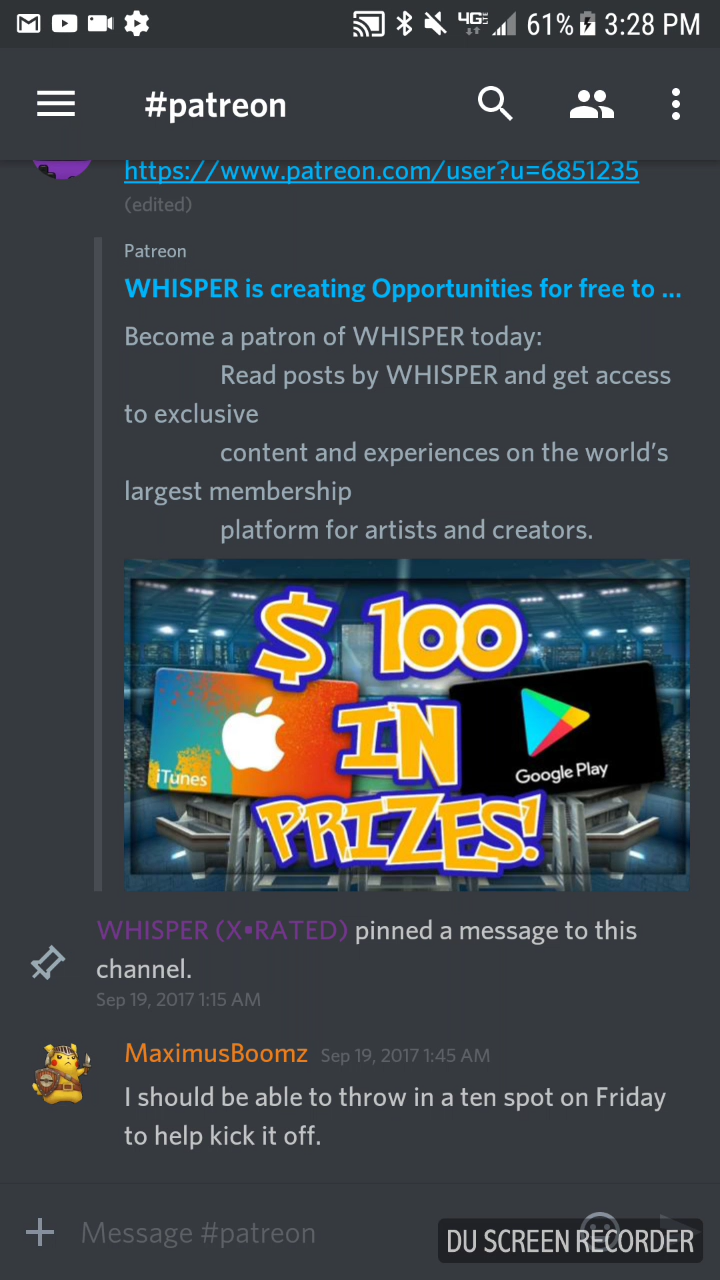 4G LTE 61% 3:28 PM
#patreon
https://www.patreon.com/user?u=6851235
(edited)
Patreon
WHISPER is creating Opportunities for free to ...
Become a patron of WHISPER today:
Read posts by WHISPER and get access
to exclusive
content and experiences on the world's
largest membership
platform for artists and creators.
$ 100
IN
iTunes
Google Play
PRIZES!
WHISPER (X•RATED) pinned a message to this
channel.
Sep 19, 2017 1:15 AM
MaximusBoomz Sep 19, 2017 1:45 AM
I should be able to throw in a ten spot on Friday
to help kick it off.
Message #patreon
DU SCREEN RECORDER